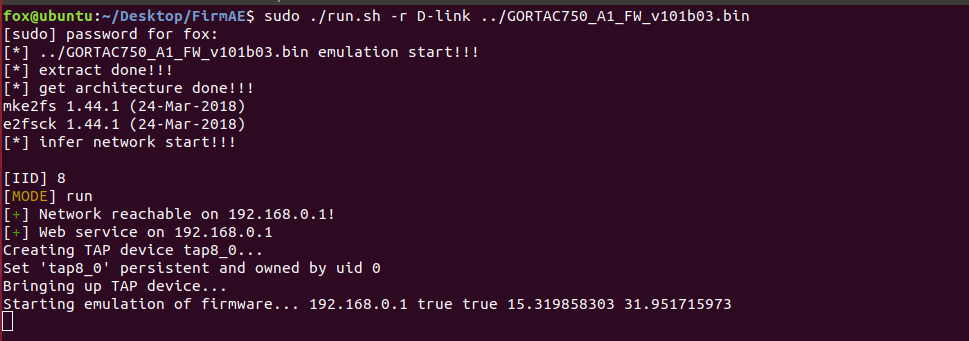 fox@ubuntu:~/Desktop/FirmAE$ sudo ./run.sh -r D-link ../GORTAC750_A1_FW_v101b03.bin
[sudo] password for fox:
[*] ../GORTAC750_A1_FW_v101b03.bin emulation start!!!
[*] extract done!!!
[*] get architecture done!!!
mke2fs 1.44.1 (24-Mar-2018)
e2fsck 1.44.1 (24-Mar-2018)
[*] infer network start!!!

[IID] 8
[MODE] run
[+] Network reachable on 192.168.0.1!
[+] Web service on 192.168.0.1
Creating TAP device tap8_0...
Set 'tap8_0' persistent and owned by uid 0
Bringing up TAP device...
Starting emulation of firmware... 192.168.0.1 true true 15.319858303 31.951715973